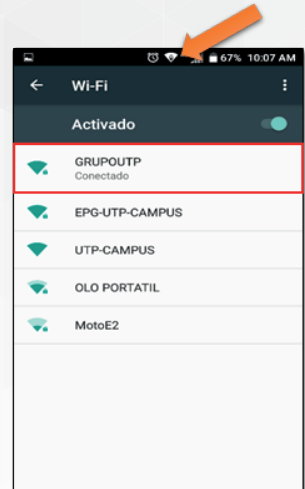 67% 10:07 AM
Wi-Fi
Activado
GRUPOUTP
Conectado
EPG-UTP-CAMPUS
UTP-CAMPUS
OLO PORTATIL
MotoE2